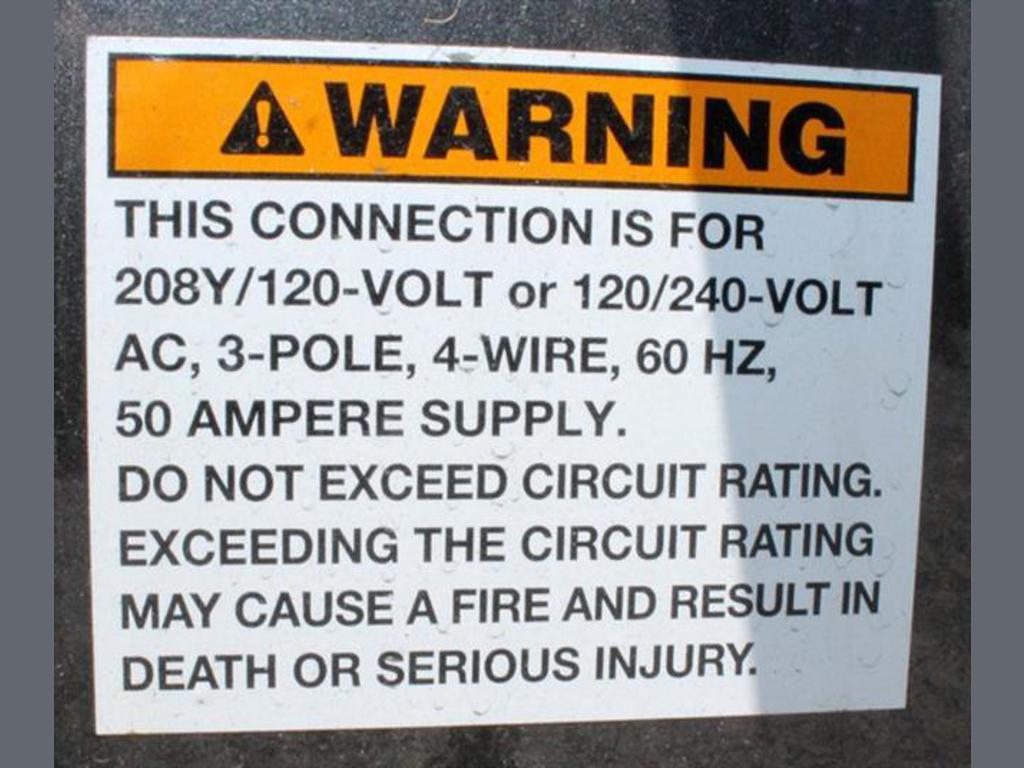 WARNING
THIS CONNECTION IS FOR
208Y/120-VOLT or 120/240-VOLT
AC, 3-POLE, 4-WIRE, 60 HZ,
50 AMPERE SUPPLY.
DO NOT EXCEED CIRCUIT RATING.
EXCEEDING THE CIRCUIT RATING
MAY CAUSE A FIRE AND RESULT IN
DEATH OR SERIOUS INJURY.